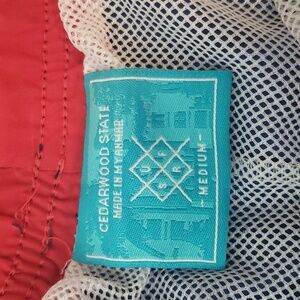 CEDARWOOD STATE
MADE IN MYANMAR
U F
S R
- MEDIUM -